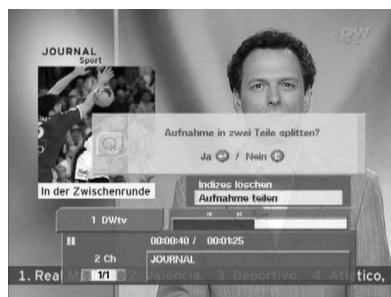 JOURNAL
Sport
DW
Aufnahme in zwei Teile splitten?
Ja / Nein
In der Zwischenrunde
Indizes löschen
Aufnahme teilen
1 DWtv
00:00:40 / 00:01:25
2 Ch
JOURNAL
1/1
1. Real 2. Valencia. 3. Deportivo, 4. Atletico,